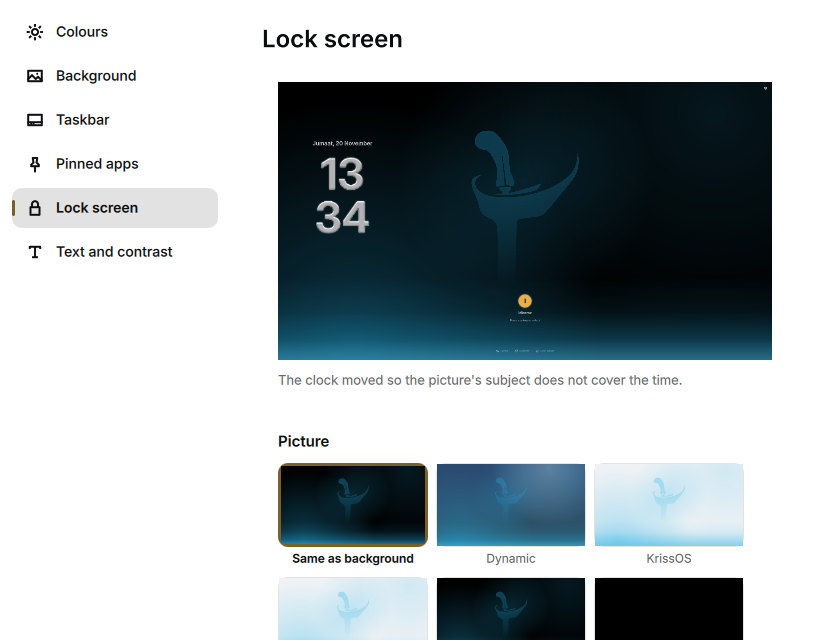 Colours
Background
Taskbar
Pinned apps
Lock screen
Text and contrast
Lock screen
Jumaat, 20 November
13
34
The clock moved so the picture's subject does not cover the time.
Picture
Same as background
Dynamic
KrissOS